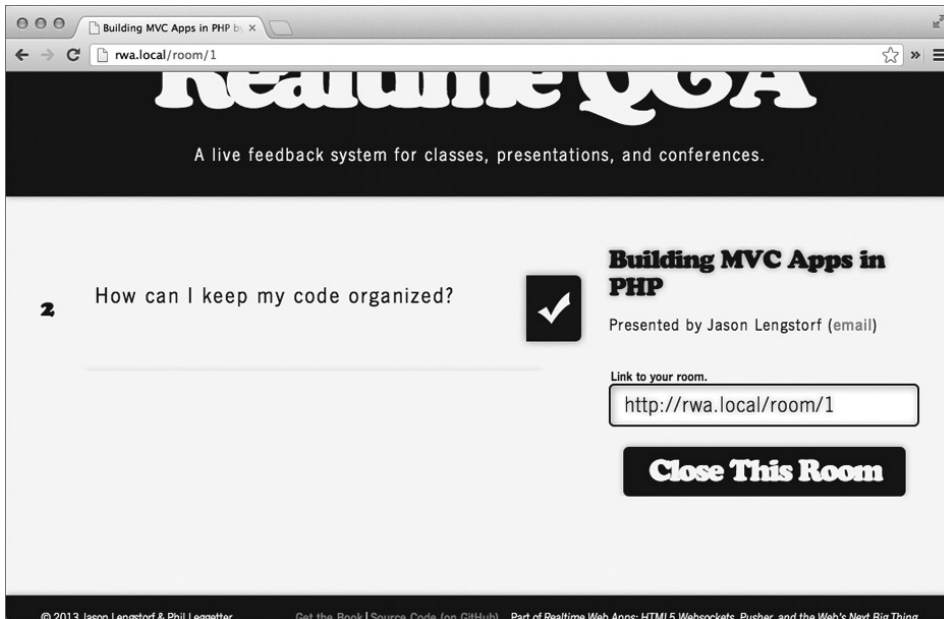 Building MVC Apps in PHP by
rwa.local/room/1
Realtime Q&A
A live feedback system for classes, presentations, and conferences.
2
How can I keep my code organized?
Building MVC Apps in
PHP
Presented by Jason Lengstorf (email)
Link to your room.
http://rwa.local/room/1
Close This Room
© 2013 Jason Lengstorf & Phil Leggetter
Get the Book | Source Code (on GitHub)
Part of Realtime Web Apps: HTML5 Websockets, Pusher, and the Web's Next Big Thing